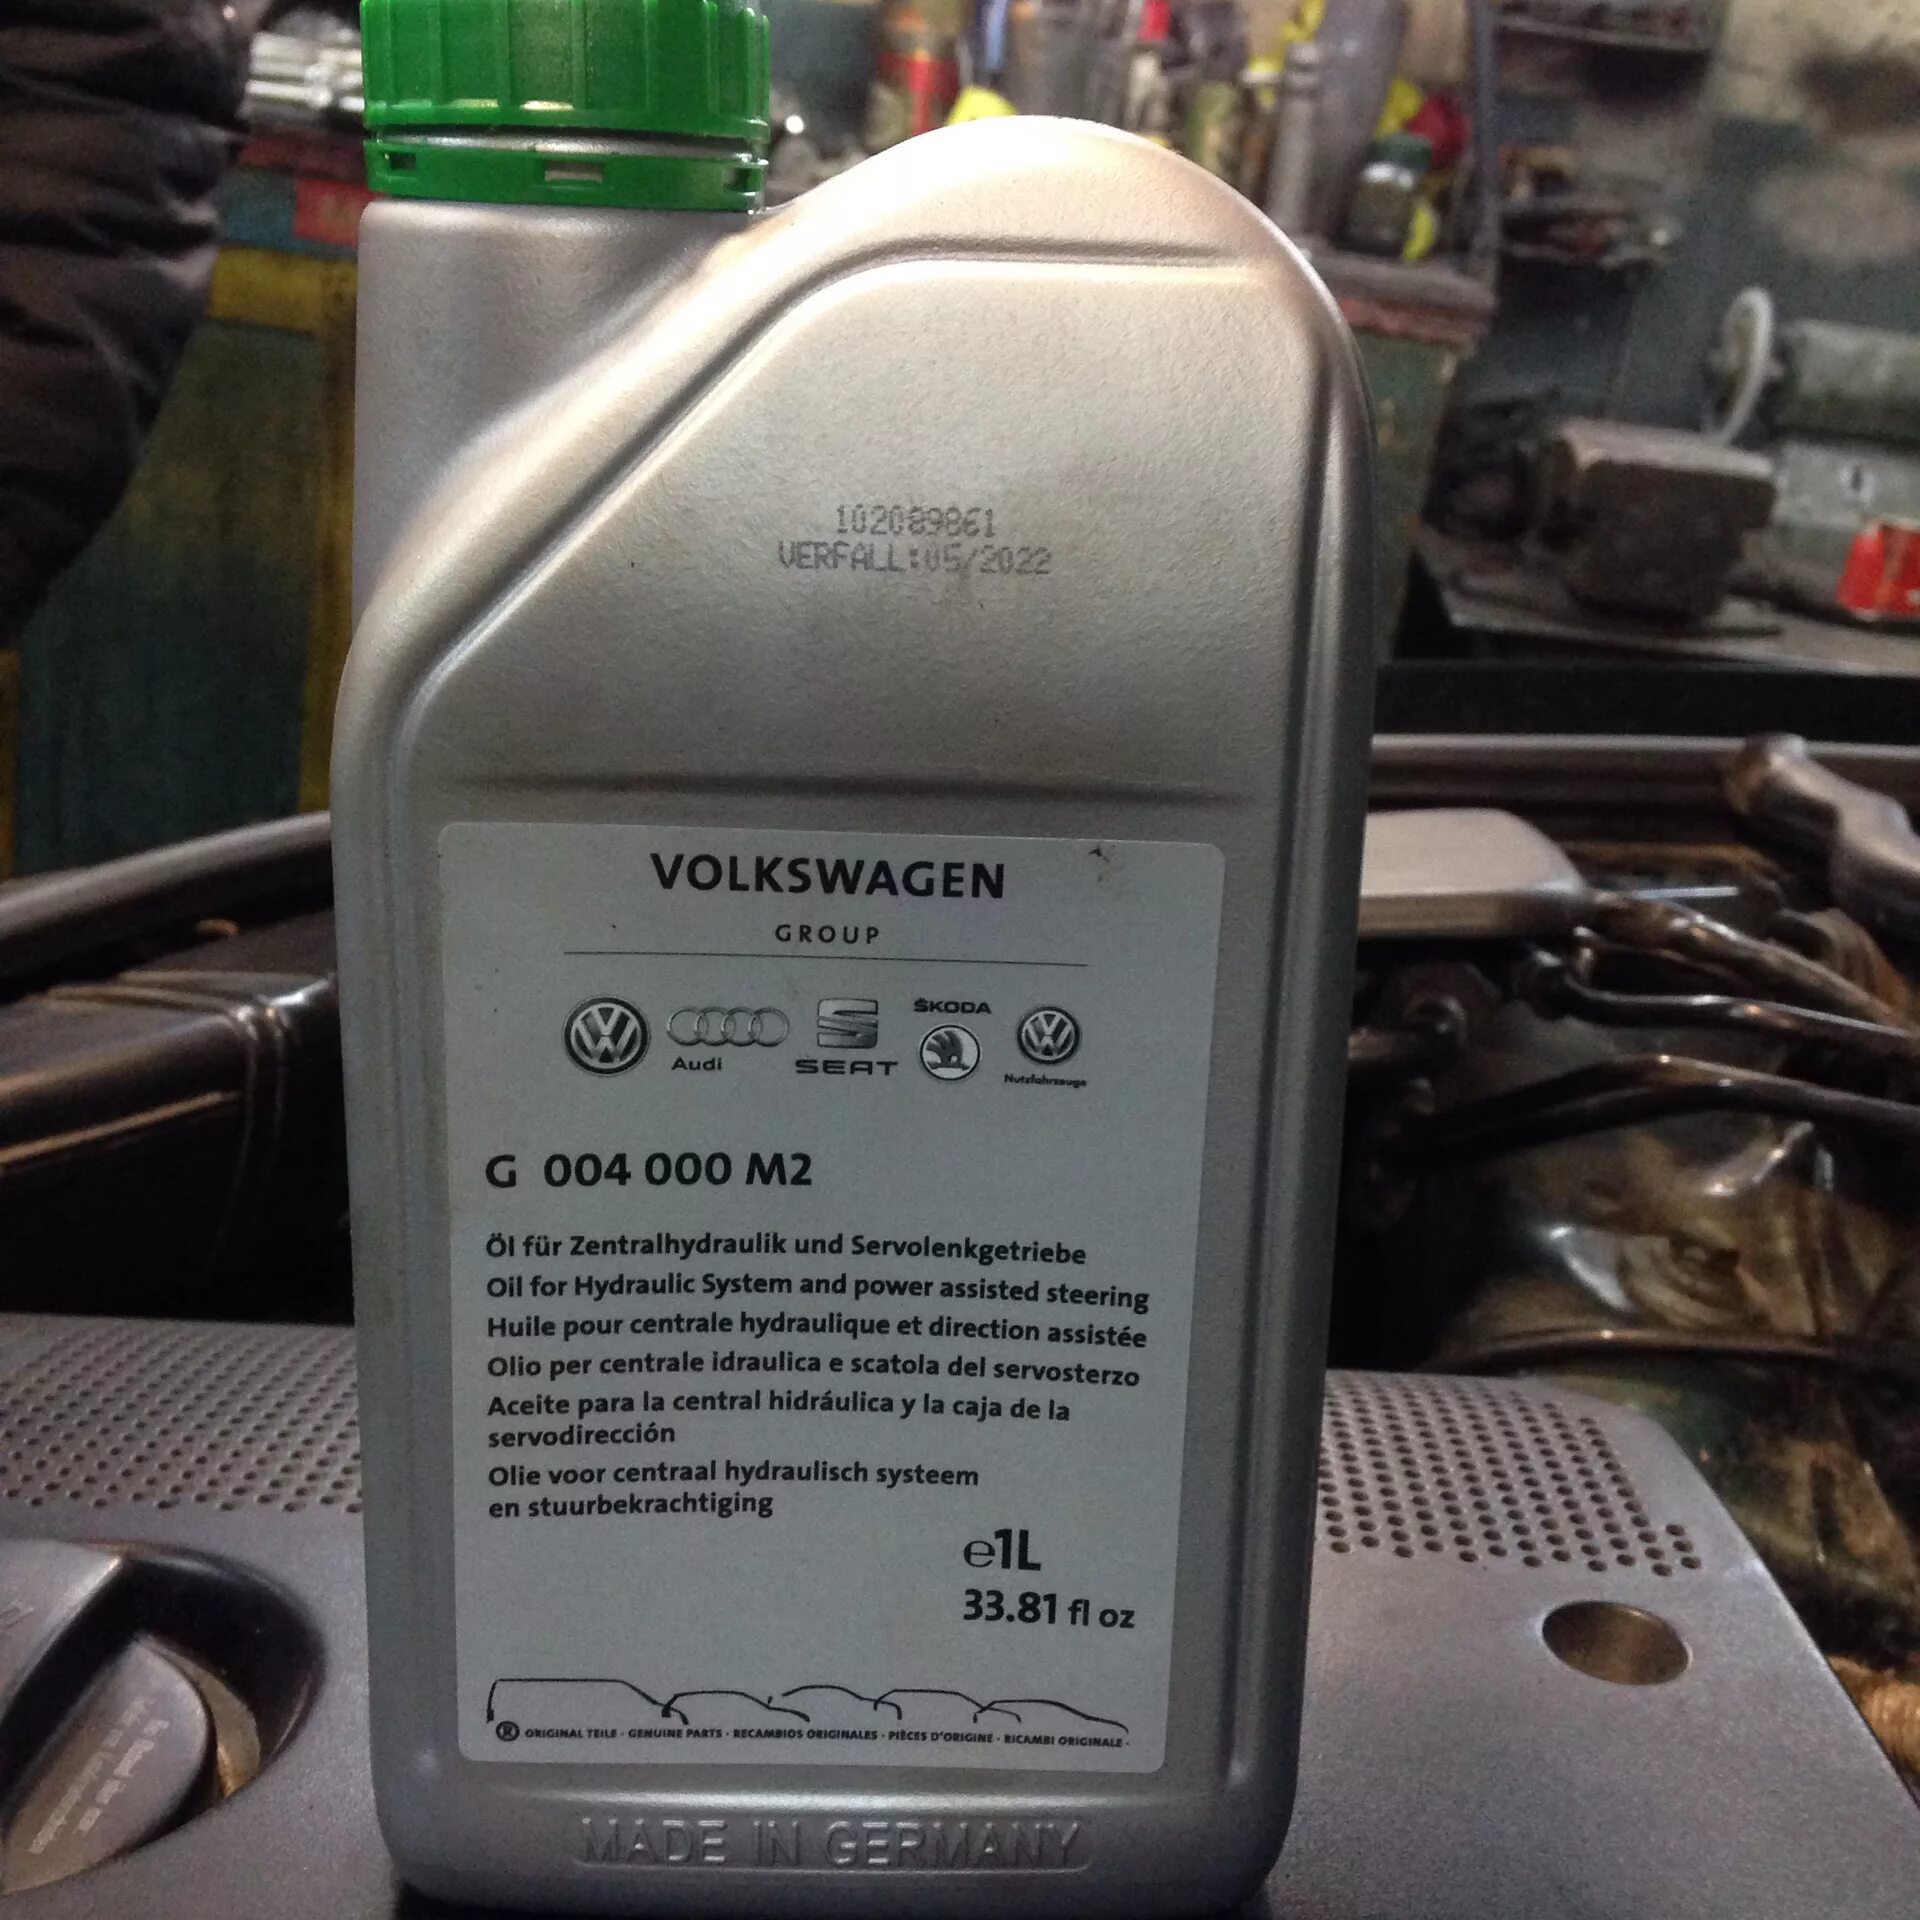 102089861
VERFALL:05/2022
VOLKSWAGEN
GROUP
Audi
SEAT
ŠKODA
Nutzfahrzeuge
G 004 000 M2
Öl für Zentralhydraulik und Servolenkgetriebe
Oil for Hydraulic System and power assisted steering
Huile pour centrale hydraulique et direction assistée
Olio per centrale idraulica e scatola del servosterzo
Aceite para la central hidráulica y la caja de la
servodirección
Olie voor centraal hydraulisch systeem
en stuurbekrachtiging
℮1L
33.81 fl oz
® ORIGINAL TEILE · GENUINE PARTS · RECAMBIOS ORIGINALES · PIÈCES D'ORIGINE · RICAMBI ORIGINALE ·
MADE IN GERMANY